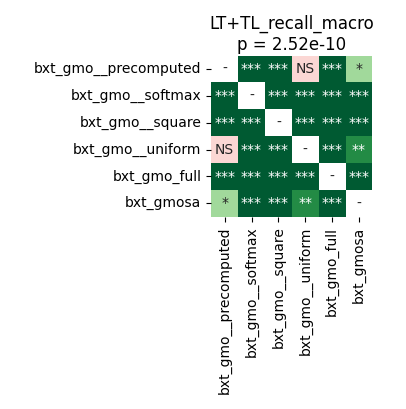 LT+TL_recall_macro
p = 2.52e-10
bxt_gmo__precomputed - *** *** NS *** *
bxt_gmo__softmax *** - *** *** *** ***
bxt_gmo__square *** *** - *** *** ***
bxt_gmo__uniform NS *** *** - *** **
bxt_gmo_full *** *** *** *** - ***
bxt_gmosa * *** *** ** *** -
bxt_gmo__precomputed
bxt_gmo__softmax
bxt_gmo__square
bxt_gmo__uniform
bxt_gmo_full
bxt_gmosa